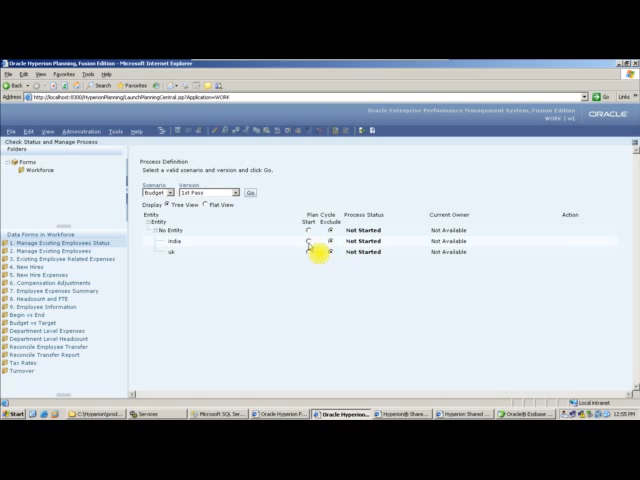 Oracle Hyperion Planning, Fusion Edition - Microsoft Internet Explorer
File Edit View Favorites Tools Help
Back Search Favorites
Address http://localhost:8300/HyperionPlanning/LaunchPlanningCentral.jsp?Application=WORK Go Links »
Oracle Enterprise Performance Management System, Fusion Edition
WORK | w1
ORACLE
File Edit View Administration Tools Help
Check Status and Manage Process
Folders
Forms
Workforce
Data Forms in Workforce
1. Manage Existing Employees Status
2. Manage Existing Employees
3. Existing Employee Related Expenses
4. New Hires
5. New Hire Expenses
6. Compensation Adjustments
7. Employee Expenses Summary
8. Headcount and FTE
9. Employee Information
Begin vs End
Budget vs Target
Department Level Expenses
Department Level Headcount
Reconcile Employee Transfer
Reconcile Transfer Report
Tax Rates
Turnover
Process Definition
Select a valid scenario and version and click Go.
Scenario Version
Budget 1st Pass Go
Display Tree View Flat View
Entity Plan Cycle Process Status Current Owner Action
Start Exclude
Entity
No Entity Not Started Not Available
india Not Started Not Available
uk Not Started Not Available
Local intranet
Start C:\Hyperion\prod... Services Microsoft SQL Ser... Oracle Hyperion P... Oracle Hyperion... Hyperion® Share... Hyperion Shared ... Oracle® Essbase 12:55 PM